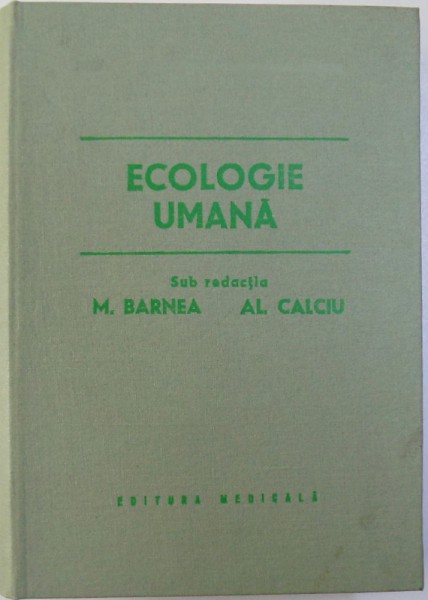 ECOLOGIE
UMANĂ
Sub redacția
M. BARNEA AL. CALCIU
EDITURA MEDICALĂ